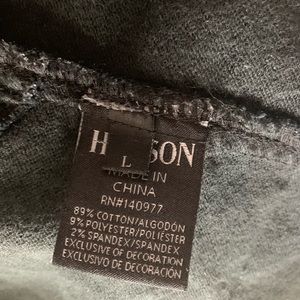 H SON
L
MADE IN
CHINA
RN#140977
89% COTTON/ALGODÓN
9% POLYESTER/POLIÉSTER
2% SPANDEX/SPANDEX
EXCLUSIVE OF DECORATION
EXCLUSIVO DE DECORACIÓN